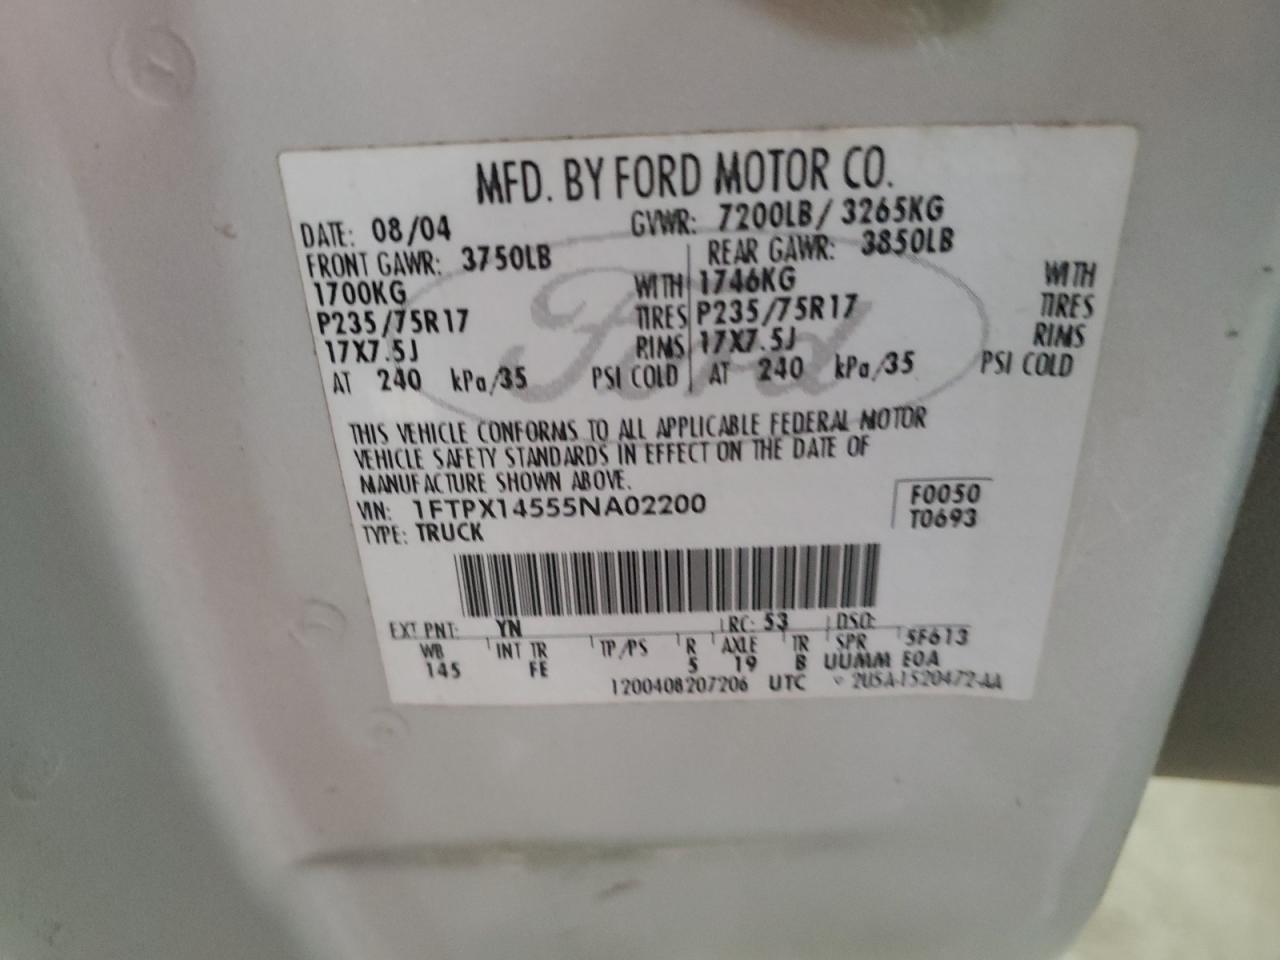 MFD. BY FORD MOTOR CO.
DATE: 08/04 GVWR: 7200LB/ 3265KG
FRONT GAWR: 3750LB REAR GAWR: 3850LB
1700KG WITH 1746KG WITH
P235/75R17 TIRES P235/75R17 TIRES
17X7.5J RIMS 17X7.5J RIMS
AT 240 kPa/35 PSI COLD AT 240 kPa/35 PSI COLD
Ford
THIS VEHICLE CONFORMS TO ALL APPLICABLE FEDERAL MOTOR
VEHICLE SAFETY STANDARDS IN EFFECT ON THE DATE OF
MANUFACTURE SHOWN ABOVE.
VIN: 1FTPX14555NA02200 F0050
TYPE: TRUCK T0693
EXT PNT: YN RC: 53 DSO:
WB INT TR TP/PS R AXLE TR SPR 5F613
145 FE 5 19 B UUMM E0A
1200408207206 UTC 2U5A-1520472-AA